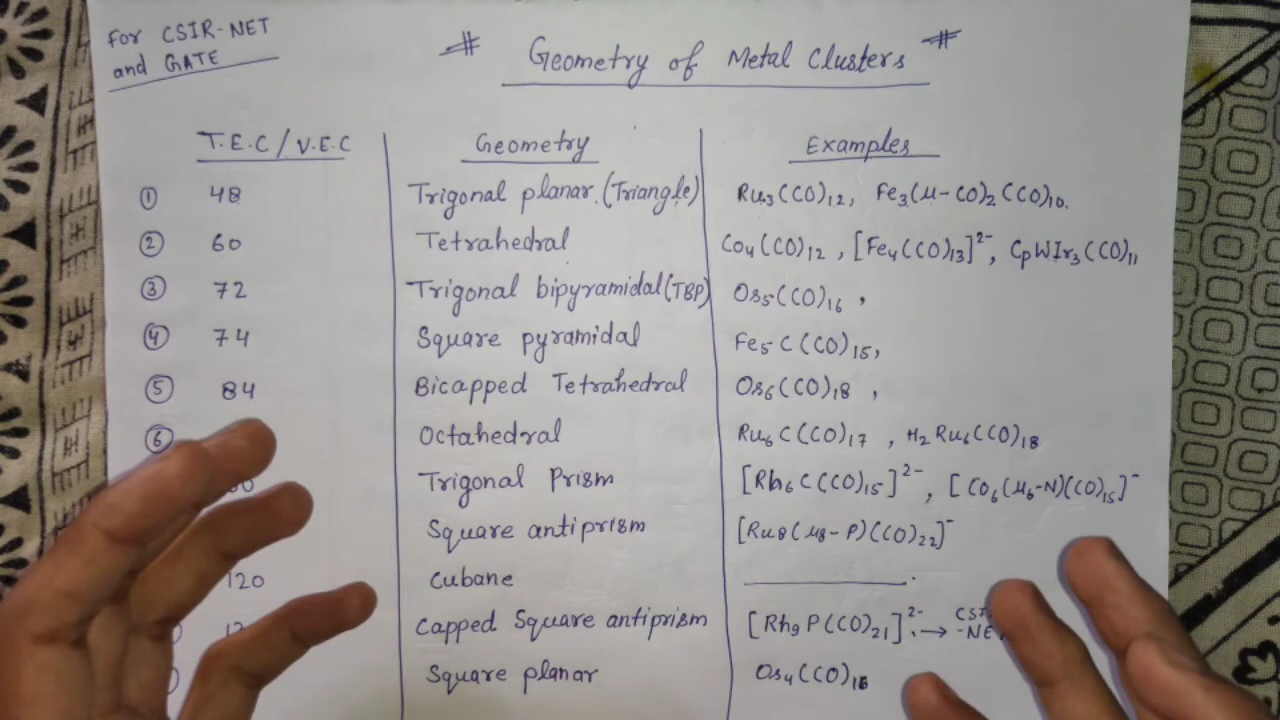 For CSIR-NET
and GATE
# Geometry of Metal Clusters #
T.E.C / V.E.C Geometry Examples
① 48 Trigonal planar (Triangle) Ru₃(CO)₁₂, Fe₃(μ-CO)₂(CO)₁₀.
② 60 Tetrahedral Co₄(CO)₁₂, [Fe₄(CO)₁₃]²⁻, CpWIr₃(CO)₁₁
③ 72 Trigonal bipyramidal (TBP) Os₅(CO)₁₆,
④ 74 Square pyramidal Fe₅C(CO)₁₅,
⑤ 84 Bicapped Tetrahedral Os₆(CO)₁₈,
⑥ Octahedral Ru₆C(CO)₁₇, H₂Ru₆(CO)₁₈
Trigonal Prism [Rh₆C(CO)₁₅]²⁻, [Co₆(μ₆-N)(CO)₁₅]⁻
Square antiprism [Ru₈(μ₈-P)(CO)₂₂]⁻
120 Cubane
Capped Square antiprism [Rh₉P(CO)₂₁]²⁻. →
Square planar Os₄(CO)₁₆